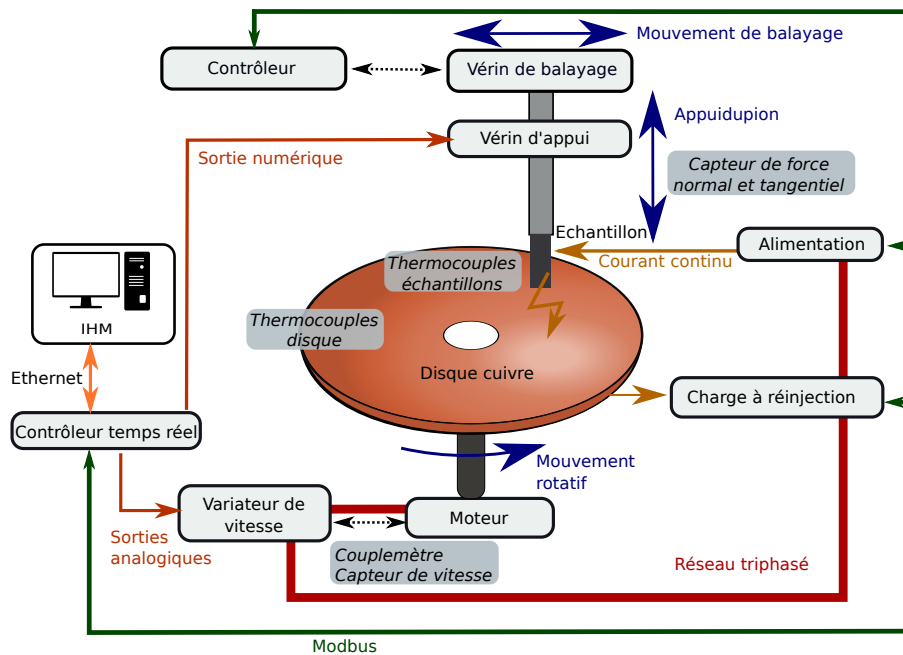 Mouvement de balayage
Contrôleur
Vérin de balayage
Appuidupion
Vérin d'appui
Sortie numérique
Capteur de force
normal et tangentiel
Echantillon
Alimentation
Thermocouples
échantillons
Courant continu
Thermocouples
disque
IHM
Ethernet
Disque cuivre
Charge à réinjection
Contrôleur temps réel
Mouvement
rotatif
Variateur de
vitesse
Moteur
Sorties
analogiques
Couplemètre
Capteur de vitesse
Réseau triphasé
Modbus